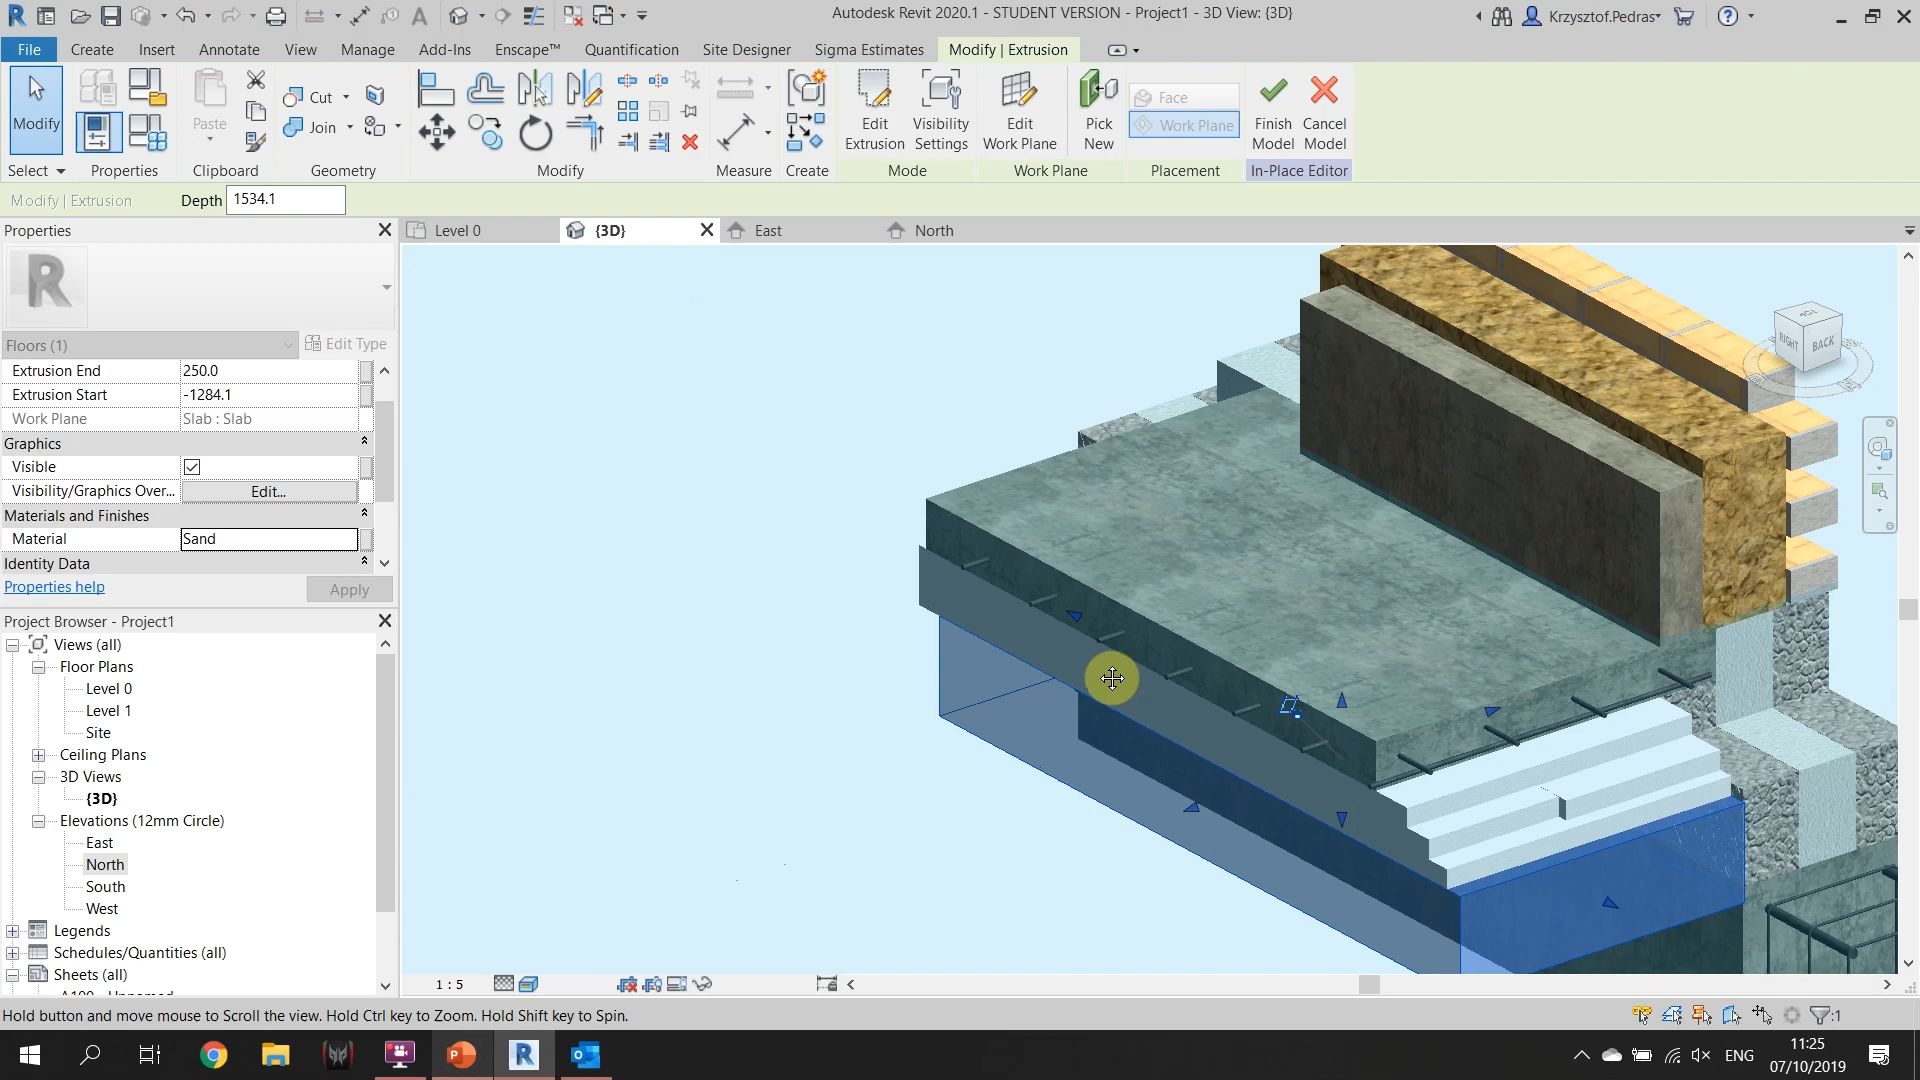 Autodesk Revit 2020.1 - STUDENT VERSION - Project1 - 3D View: {3D}
Krzysztof.Pedras
File Create Insert Annotate View Manage Add-Ins Enscape™ Quantification Site Designer Sigma Estimates Modify | Extrusion
Modify
Paste
Cut
Join
Edit Extrusion
Visibility Settings
Edit Work Plane
Pick New
Face
Work Plane
Finish Model
Cancel Model
Select Properties Clipboard Geometry Modify Measure Create Mode Work Plane Placement In-Place Editor
Modify | Extrusion Depth 1534.1
Properties
Level 0 {3D} East North
R
Floors (1) Edit Type
Extrusion End 250.0
Extrusion Start -1284.1
Work Plane Slab : Slab
Graphics
Visible
Visibility/Graphics Over... Edit...
Materials and Finishes
Material Sand
Identity Data
Properties help Apply
Project Browser - Project1
Views (all)
Floor Plans
Level 0
Level 1
Site
Ceiling Plans
3D Views
{3D}
Elevations (12mm Circle)
East
North
South
West
Legends
Schedules/Quantities (all)
Sheets (all)
TOP
RIGHT BACK
1 : 5
Hold button and move mouse to Scroll the view. Hold Ctrl key to Zoom. Hold Shift key to Spin.
:1
ENG
11:25
07/10/2019